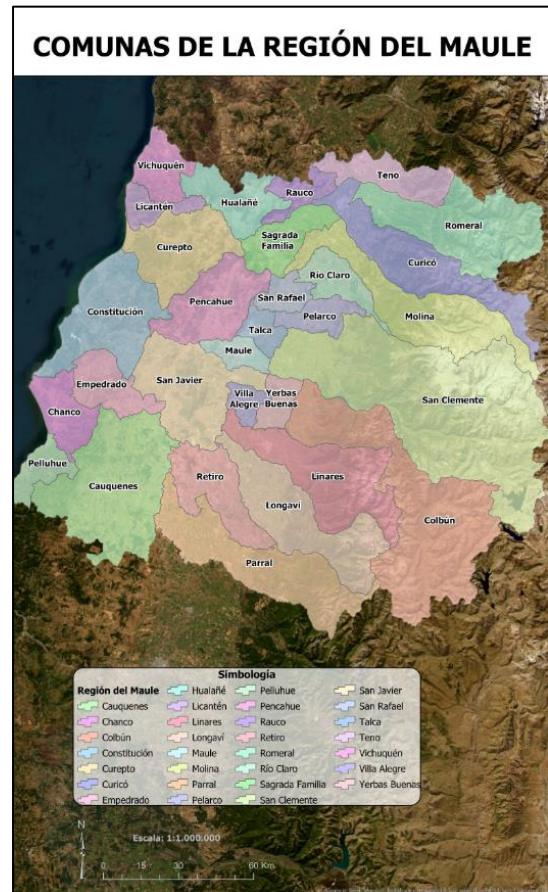 COMUNAS DE LA REGIÓN DEL MAULE
Vichuquén
Teno
Rauco
Licantén
Hualañé
Romeral
Sagrada
Familia
Curepto
Curicó
Río Claro
Pencahue
San Rafael
Constitución
Pelarco
Molina
Talca
Maule
San Javier
Empedrado
Villa
Alegre
Yerbas
Buenas
San Clemente
Chanco
Pelluhue
Cauquenes
Retiro
Linares
Longaví
Colbún
Parral
Simbología
Región del Maule
Cauquenes
Chanco
Colbún
Constitución
Curepto
Curicó
Empedrado
Hualañé
Licantén
Linares
Longaví
Maule
Molina
Parral
Pelarco
Pelluhue
Pencahue
Rauco
Retiro
Romeral
Río Claro
Sagrada Familia
San Clemente
San Javier
San Rafael
Talca
Teno
Vichuquén
Villa Alegre
Yerbas Buenas
N
Escala: 1:1.000.000
0 15 30 60 Km